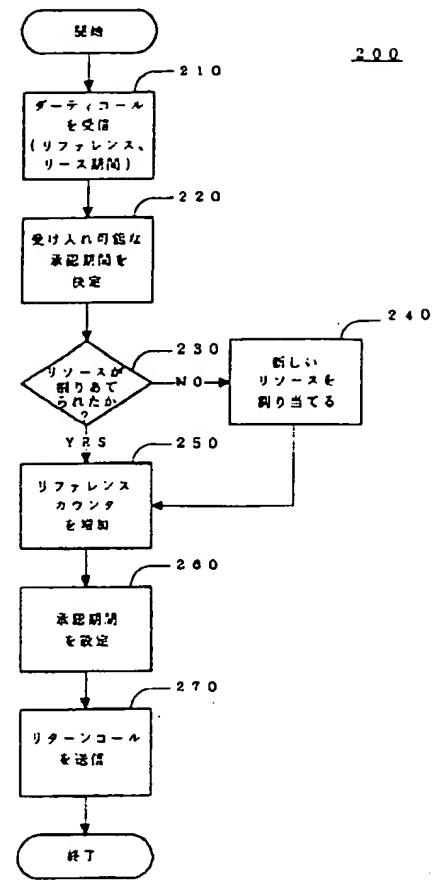 開始
200
210
ダーティコール
を受信
(リファレンス、
リース期間)
220
受け入れ可能な
承認期間を
決定
230
リソースが
割りあて
られたか
?
NO
240
新しい
リソースを
割り当てる
YRS
250
リファレンス
カウンタ
を増加
260
承認期間
を設定
270
リターンコール
を送信
終了